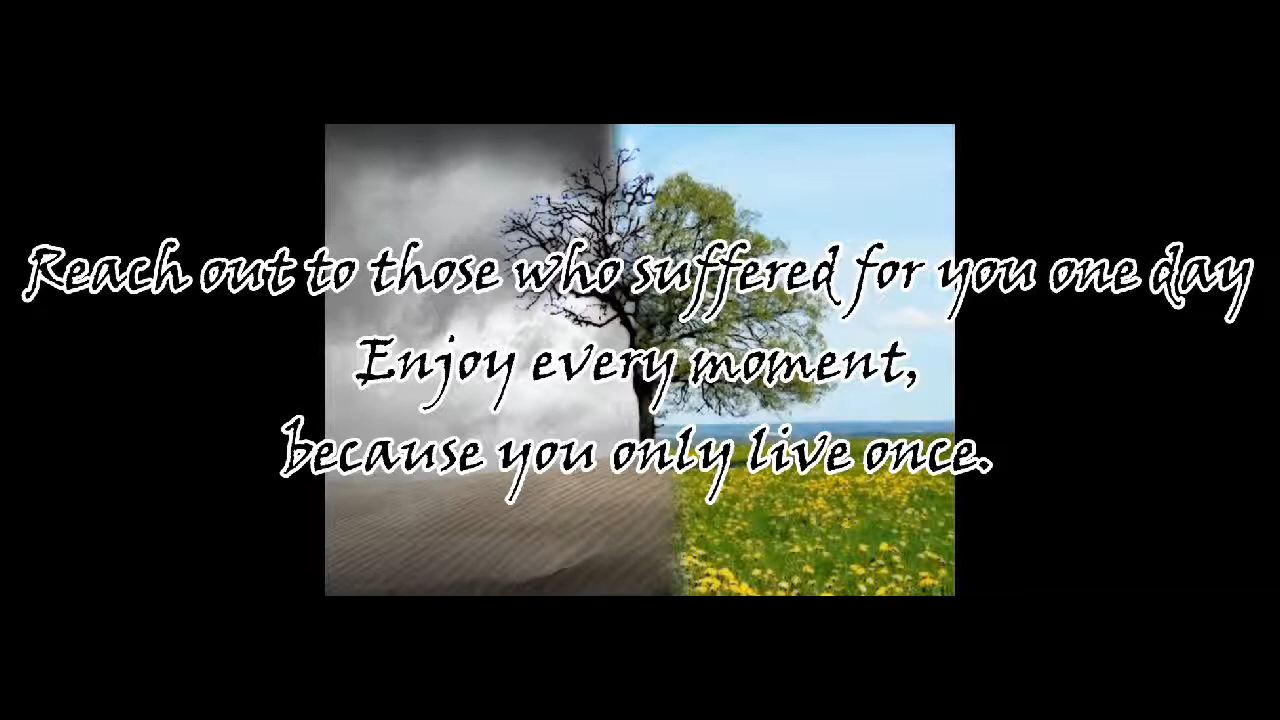 Reach out to those who suffered for you one day
Enjoy every moment,
because you only live once.